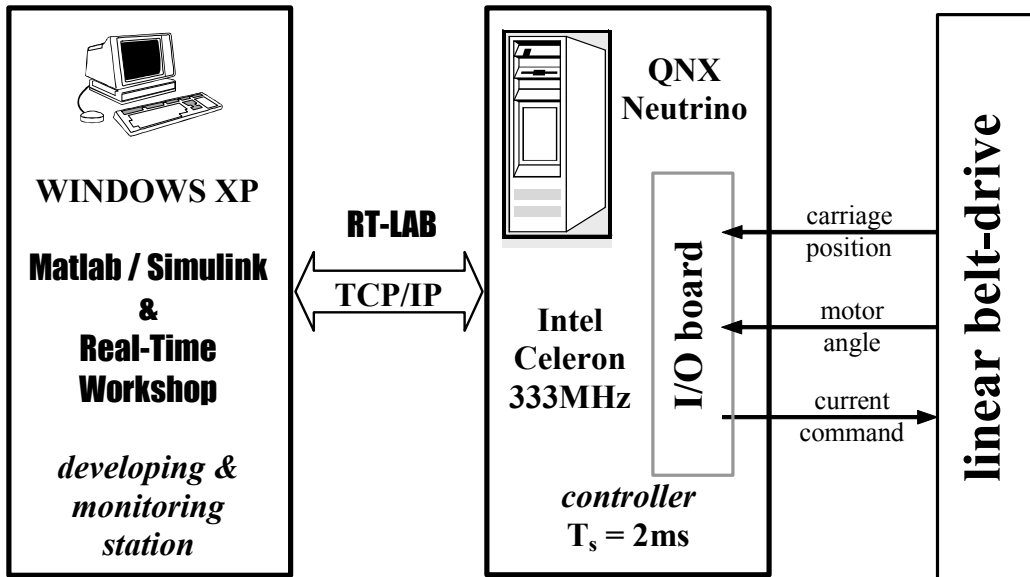 WINDOWS XP
Matlab / Simulink
&
Real-Time
Workshop
developing &
monitoring
station
RT-LAB
TCP/IP
QNX
Neutrino
Intel
Celeron
333MHz
I/O board
controller
Ts = 2ms
carriage
position
motor
angle
current
command
linear belt-drive